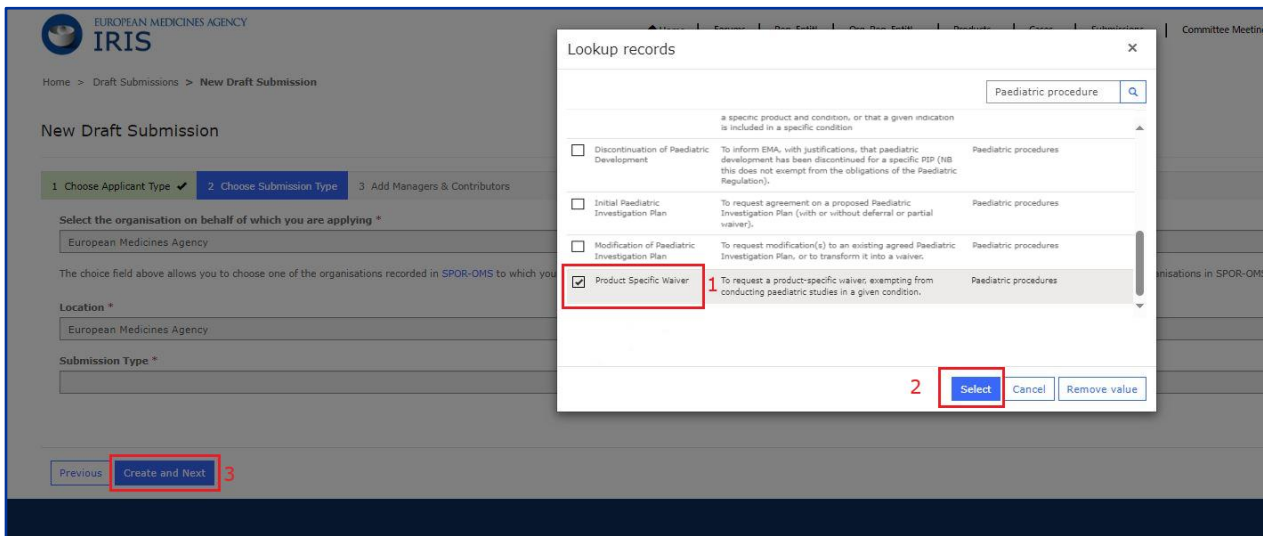 EUROPEAN MEDICINES AGENCY
IRIS
Committee Meetin
Home > Draft Submissions > New Draft Submission
New Draft Submission
1 Choose Applicant Type ✔ 2 Choose Submission Type 3 Add Managers & Contributors
Select the organisation on behalf of which you are applying *
European Medicines Agency
The choice field above allows you to choose one of the organisations recorded in SPOR-OMS to which you
anisations in SPOR-OMS
Location *
European Medicines Agency
Submission Type *
Previous Create and Next 3
Lookup records ×
Paediatric procedure
a specific product and condition, or that a given indication
is included in a specific condition
Discontinuation of Paediatric
Development
To inform EMA, with justifications, that paediatric
development has been discontinued for a specific PIP (NB
this does not exempt from the obligations of the Paediatric
Regulation).
Paediatric procedures
Initial Paediatric
Investigation Plan
To request agreement on a proposed Paediatric
Investigation Plan (with or without deferral or partial
waiver).
Paediatric procedures
Modification of Paediatric
Investigation Plan
To request modification(s) to an existing agreed Paediatric
Investigation Plan, or to transform it into a waiver.
Paediatric procedures
Product Specific Waiver 1
To request a product-specific waiver, exempting from
conducting paediatric studies in a given condition.
Paediatric procedures
2 Select Cancel Remove value